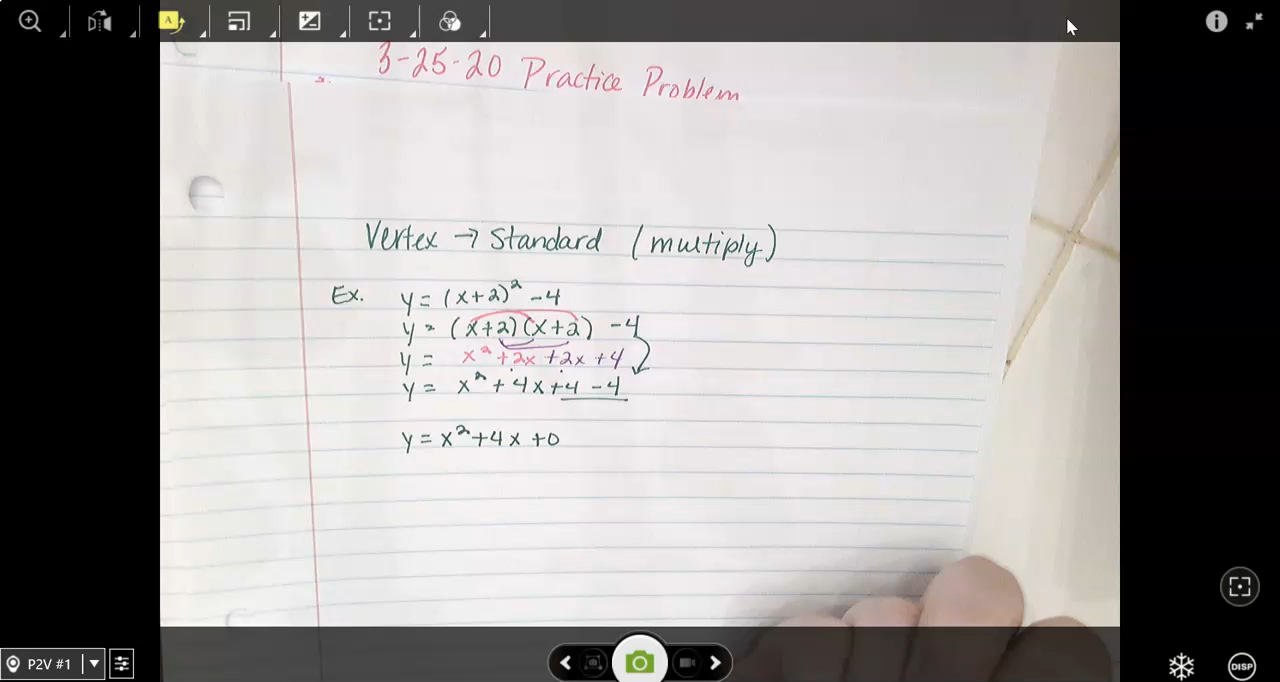 3-25-20 Practice Problem
Vertex → Standard (multiply)
Ex. y = (x+2)² -4
y = (x+2)(x+2) -4
y = x² +2x +2x +4
y = x² + 4x +4 -4
y = x² +4x +0
P2V #1
DISP